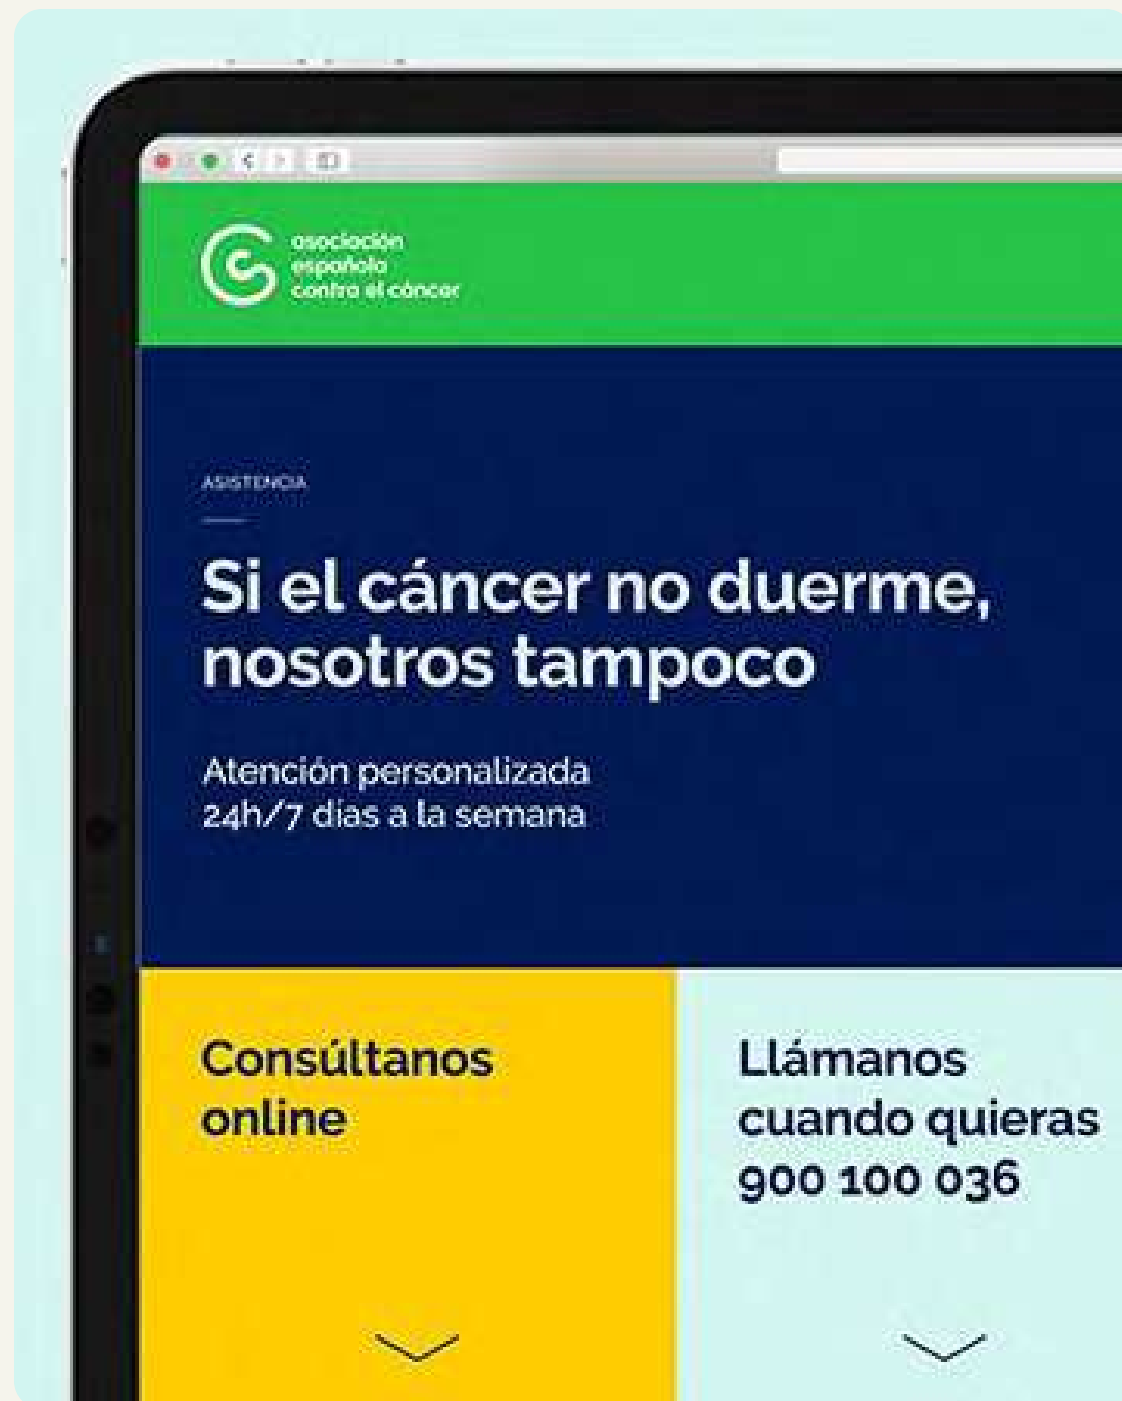 asociación
española
contra el cáncer
ASISTENCIA
Si el cáncer no duerme,
nosotros tampoco
Atención personalizada
24h/7 días a la semana
Consúltanos
online
Llámanos
cuando quieras
900 100 036